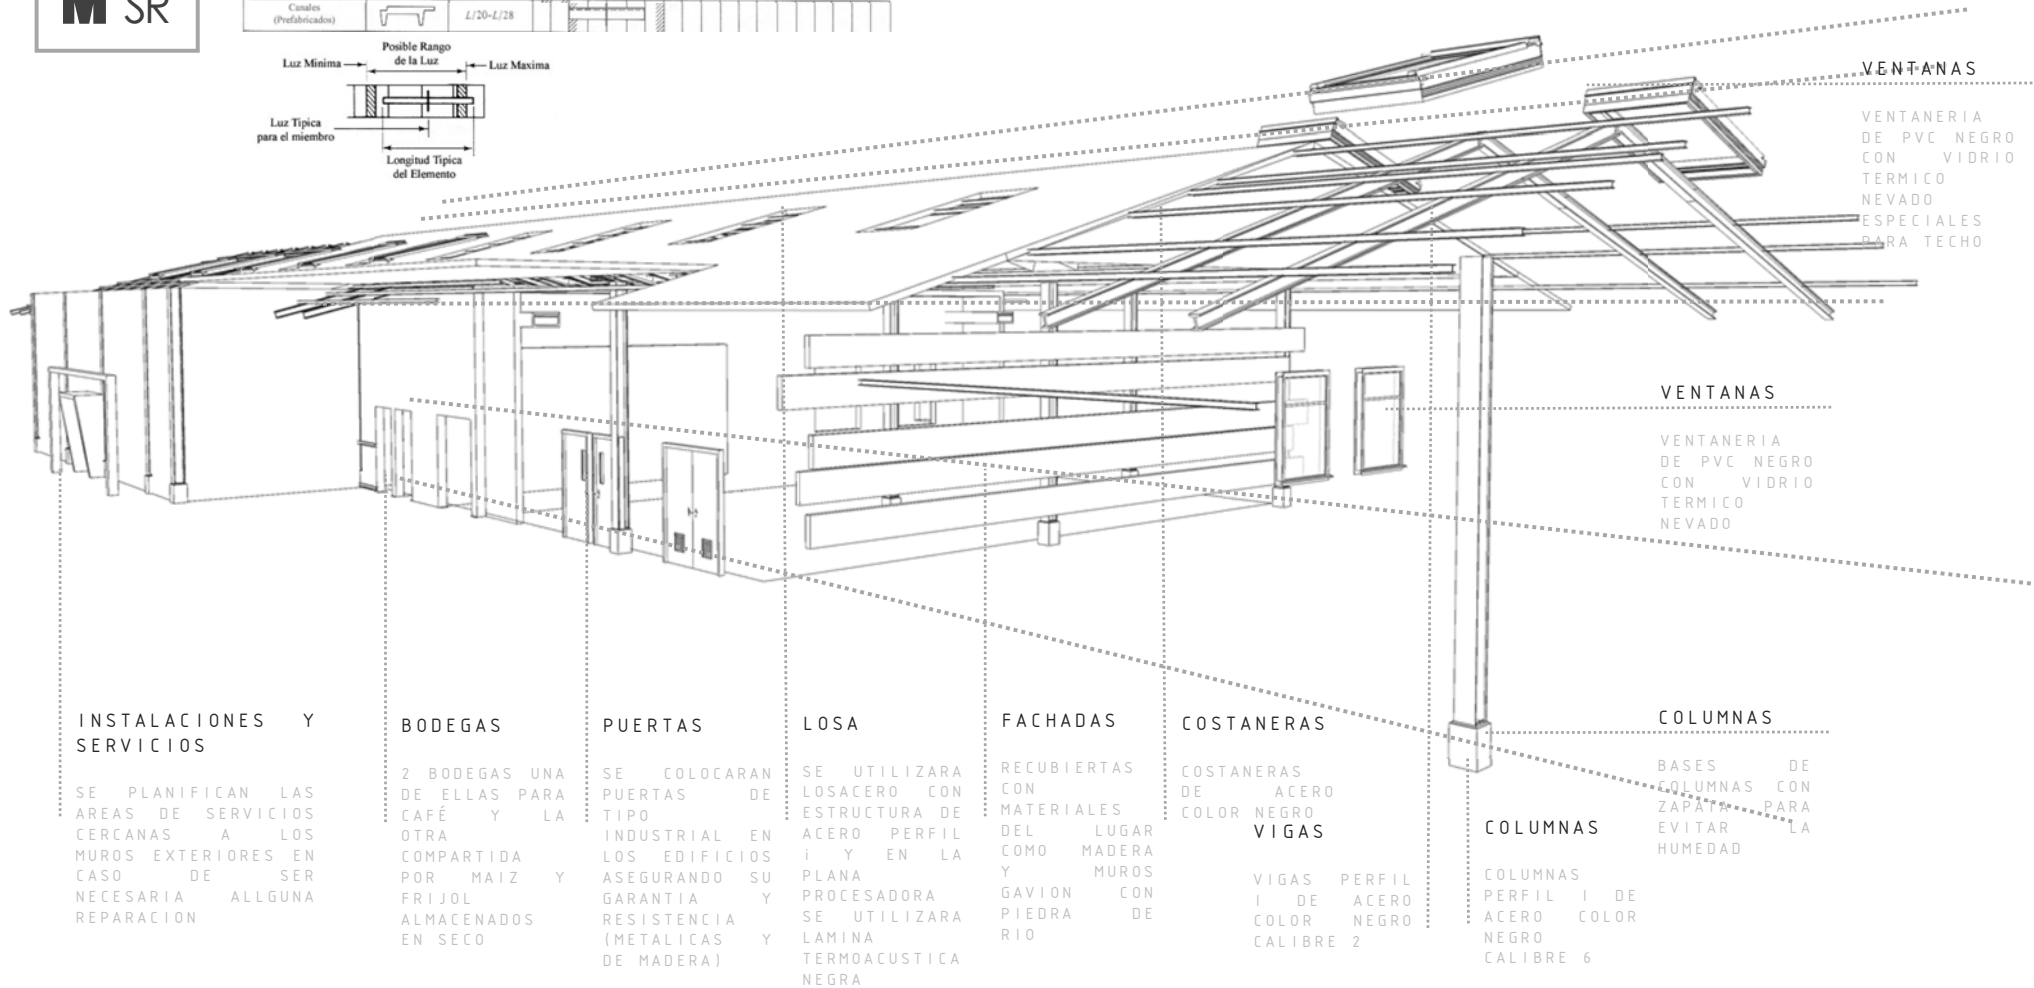 M SR
Canales
(Prefabricados)
L/20-L/28
Posible Rango
de la Luz
Luz Minima
Luz Maxima
Luz Tipica
para el miembro
Longitud Tipica
del Elemento
VENTANAS
VENTANERIA
DE PVC NEGRO
CON VIDRIO
TERMICO
NEVADO
ESPECIALES
PARA TECHO
VENTANAS
VENTANERIA
DE PVC NEGRO
CON VIDRIO
TERMICO
NEVADO
INSTALACIONES Y
SERVICIOS
SE PLANIFICAN LAS
AREAS DE SERVICIOS
CERCANAS A LOS
MUROS EXTERIORES EN
CASO DE SER
NECESARIA ALLGUNA
REPARACION
BODEGAS
2 BODEGAS UNA
DE ELLAS PARA
CAFÉ Y LA
OTRA
COMPARTIDA
POR MAIZ Y
FRIJOL
ALMACENADOS
EN SECO
PUERTAS
SE COLOCARAN
PUERTAS DE
TIPO
INDUSTRIAL EN
LOS EDIFICIOS
ASEGURANDO SU
GARANTIA Y
RESISTENCIA
(METALICAS Y
DE MADERA)
LOSA
SE UTILIZARA
LOSACERO CON
ESTRUCTURA DE
ACERO PERFIL
i Y EN LA
PLANA
PROCESADORA
SE UTILIZARA
LAMINA
TERMOACUSTICA
NEGRA
FACHADAS
RECUBIERTAS
CON
MATERIALES
DEL LUGAR
COMO MADERA
Y MUROS
GAVION CON
PIEDRA DE
RIO
COSTANERAS
COSTANERAS
DE ACERO
COLOR NEGRO
VIGAS
VIGAS PERFIL
I DE ACERO
COLOR NEGRO
CALIBRE 2
COLUMNAS
COLUMNAS
PERFIL I DE
ACERO COLOR
NEGRO
CALIBRE 6
COLUMNAS
BASES DE
COLUMNAS CON
ZAPATA PARA
EVITAR LA
HUMEDAD